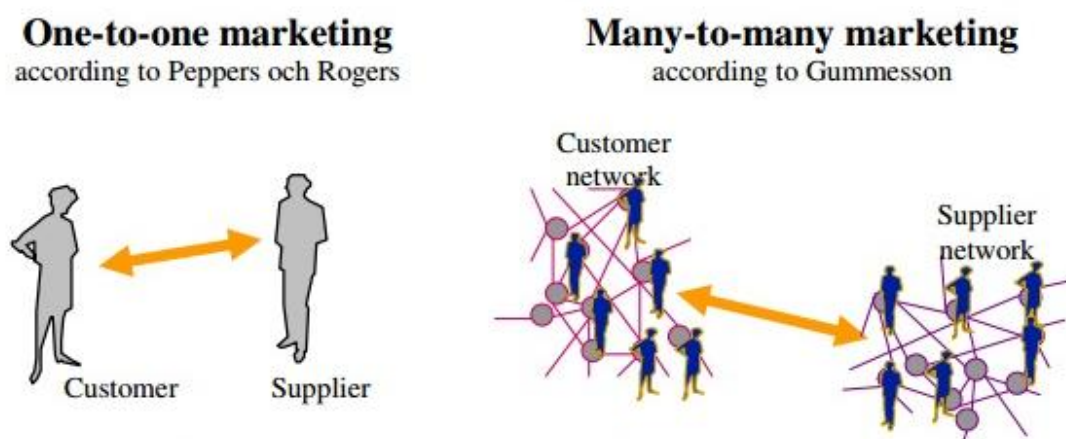 One-to-one marketing
according to Peppers och Rogers
Customer
Supplier
Many-to-many marketing
according to Gummesson
Customer
network
Supplier
network